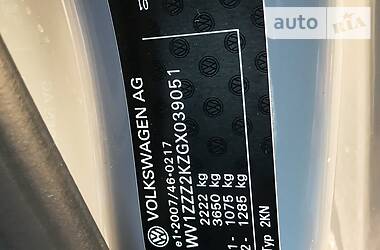 VOLKSWAGEN AG
e1-2007/46-0217
WV1ZZZ2KZGX039051
2222 kg
3650 kg
1- 1075 kg
2- 1285 kg
Typ 2KN
auto RIA